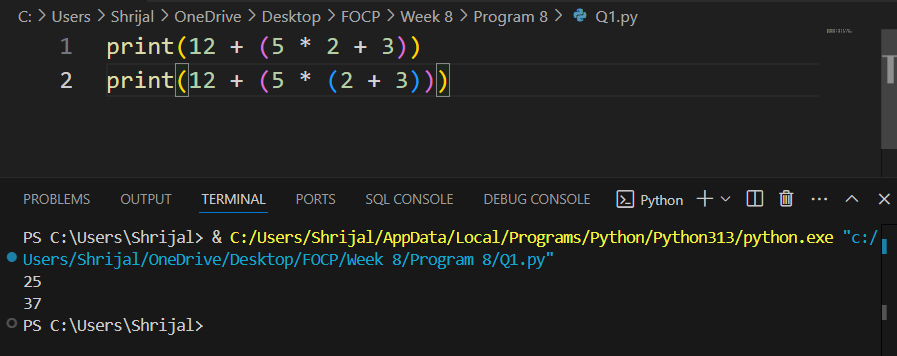 C: > Users > Shrijal > OneDrive > Desktop > FOCP > Week 8 > Program 8 > Q1.py
1 print(12 + (5 * 2 + 3))
2 print(12 + (5 * (2 + 3)))
PROBLEMS OUTPUT TERMINAL PORTS SQL CONSOLE DEBUG CONSOLE Python
PS C:\Users\Shrijal> & C:/Users/Shrijal/AppData/Local/Programs/Python/Python313/python.exe "c:/
Users/Shrijal/OneDrive/Desktop/FOCP/Week 8/Program 8/Q1.py"
25
37
PS C:\Users\Shrijal>